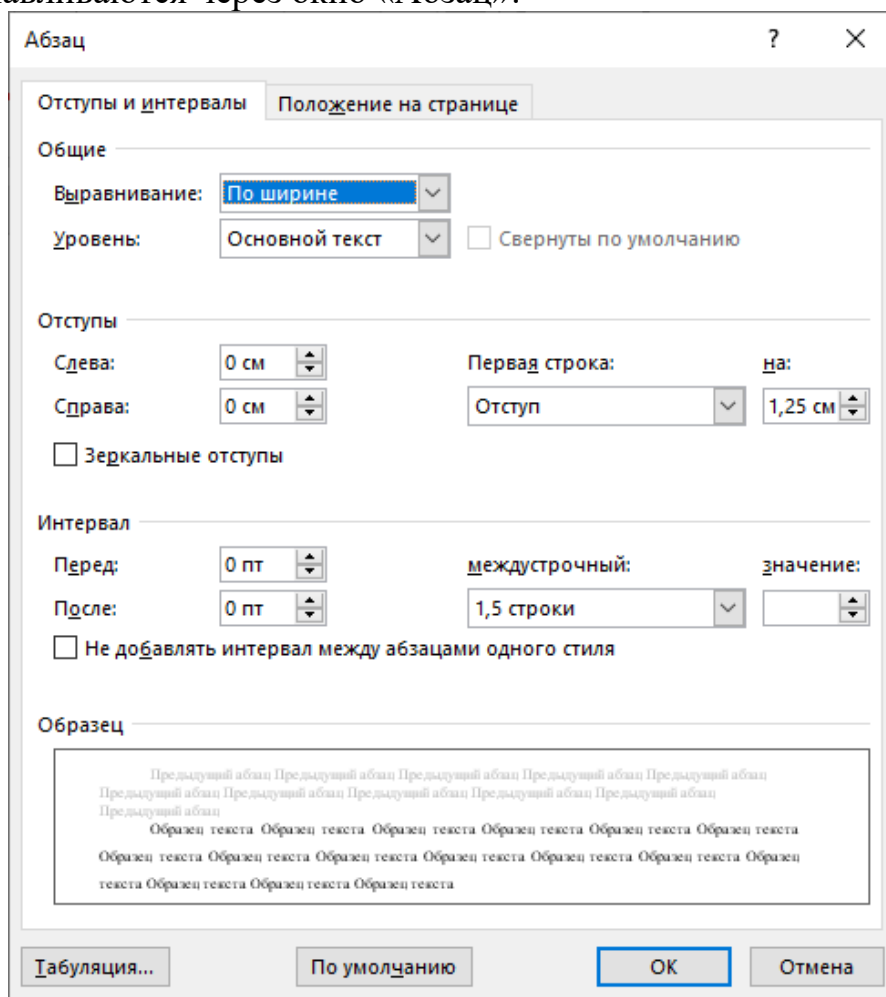 через окно «Абзац».
Абзац ? ×
Отступы и интервалы Положение на странице
Общие
Выравнивание: По ширине
Уровень: Основной текст Свернуты по умолчанию
Отступы
Слева: 0 см Первая строка: на:
Справа: 0 см Отступ 1,25 см
Зеркальные отступы
Интервал
Перед: 0 пт междустрочный: значение:
После: 0 пт 1,5 строки
Не добавлять интервал между абзацами одного стиля
Образец
Предыдущий абзац Предыдущий абзац Предыдущий абзац Предыдущий абзац Предыдущий абзац
Предыдущий абзац Предыдущий абзац Предыдущий абзац Предыдущий абзац Предыдущий абзац
Предыдущий абзац
Образец текста Образец текста Образец текста Образец текста Образец текста Образец текста
Образец текста Образец текста Образец текста Образец текста Образец текста Образец текста Образец
текста Образец текста Образец текста Образец текста
Табуляция... По умолчанию ОК Отмена